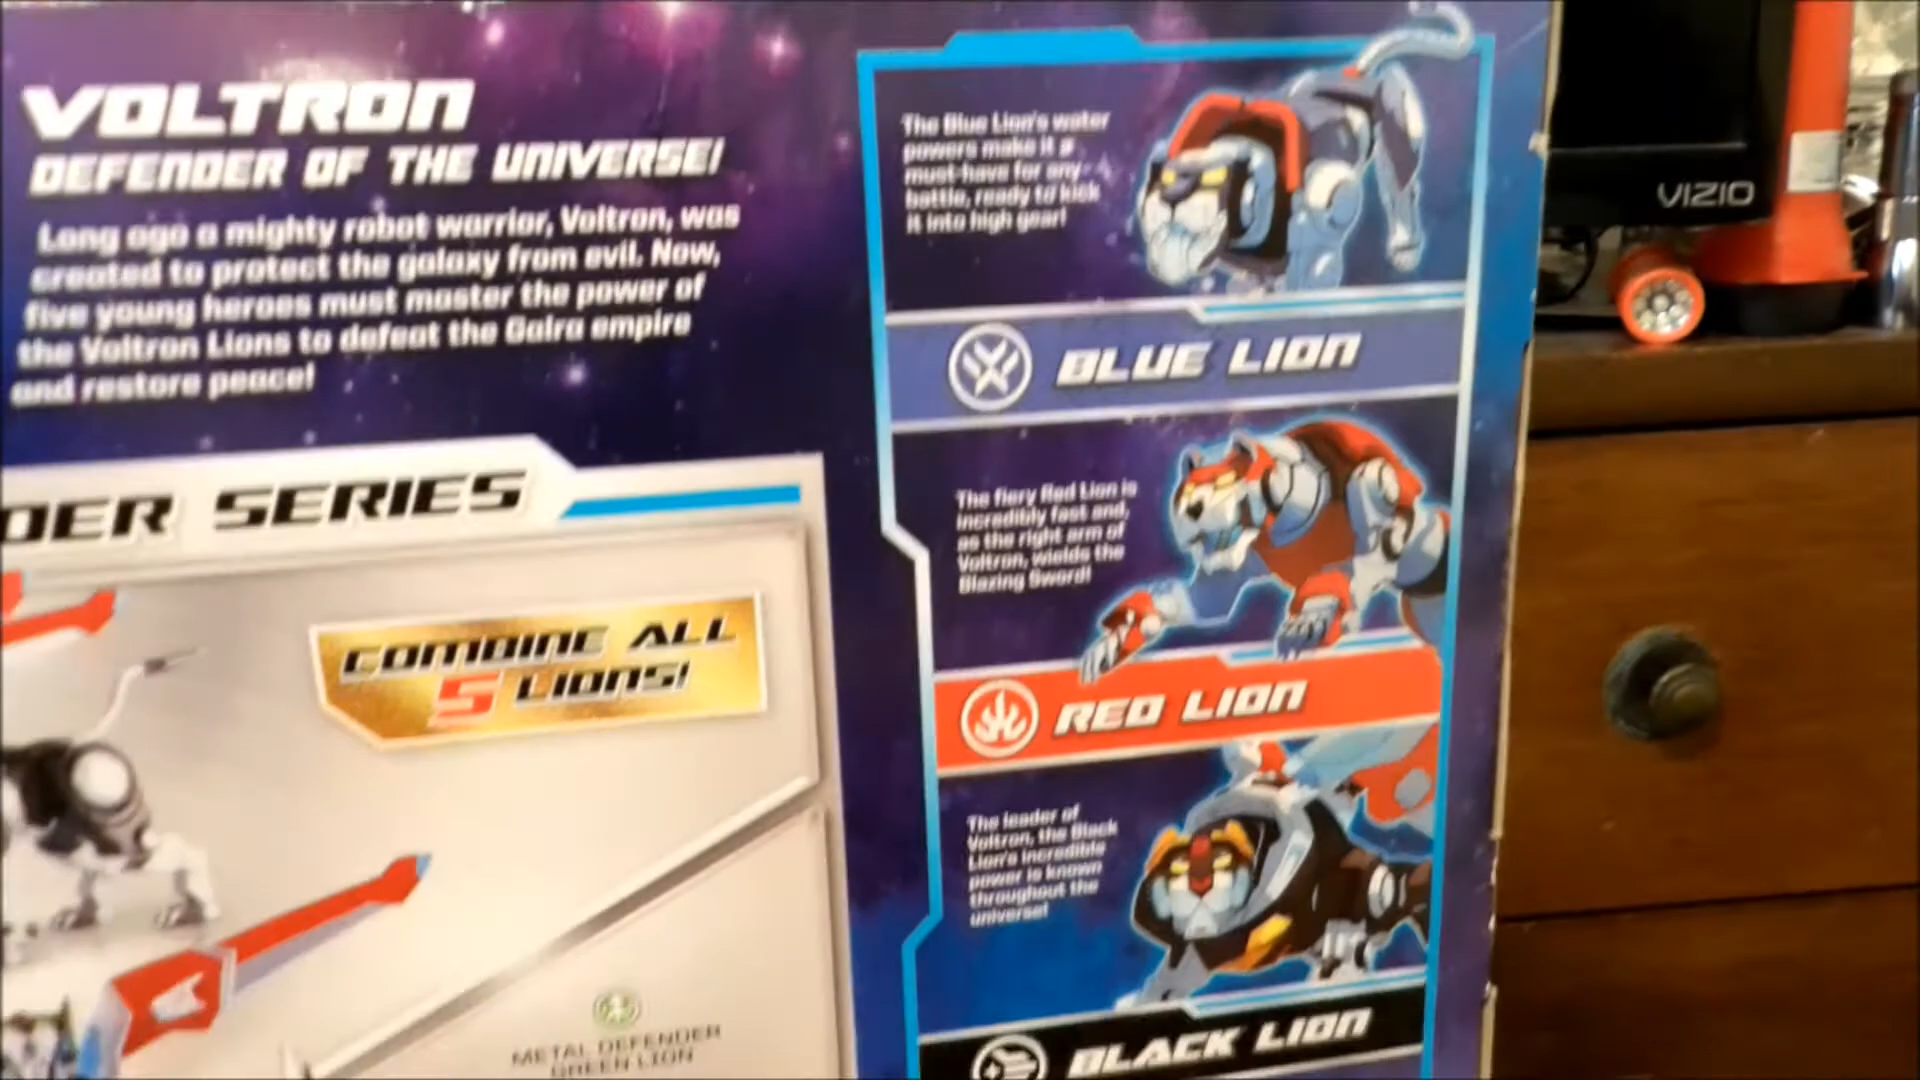 VOLTRON
DEFENDER OF THE UNIVERSE!
Long ago a mighty robot warrior, Voltron, was
created to protect the galaxy from evil. Now,
five young heroes must master the power of
the Voltron Lions to defeat the Galra empire
and restore peace!
DER SERIES
COMBINE ALL
5 LIONS!
METAL DEFENDER
GREEN LION
The Blue Lion's water
powers make it a
must-have for any
battle, ready to kick
it into high gear!
BLUE LION
The fiery Red Lion is
incredibly fast and,
as the right arm of
Voltron, wields the
Blazing Sword!
RED LION
The leader of
Voltron, the Black
Lion's incredible
power is known
throughout the
universe!
BLACK LION
VIZIO